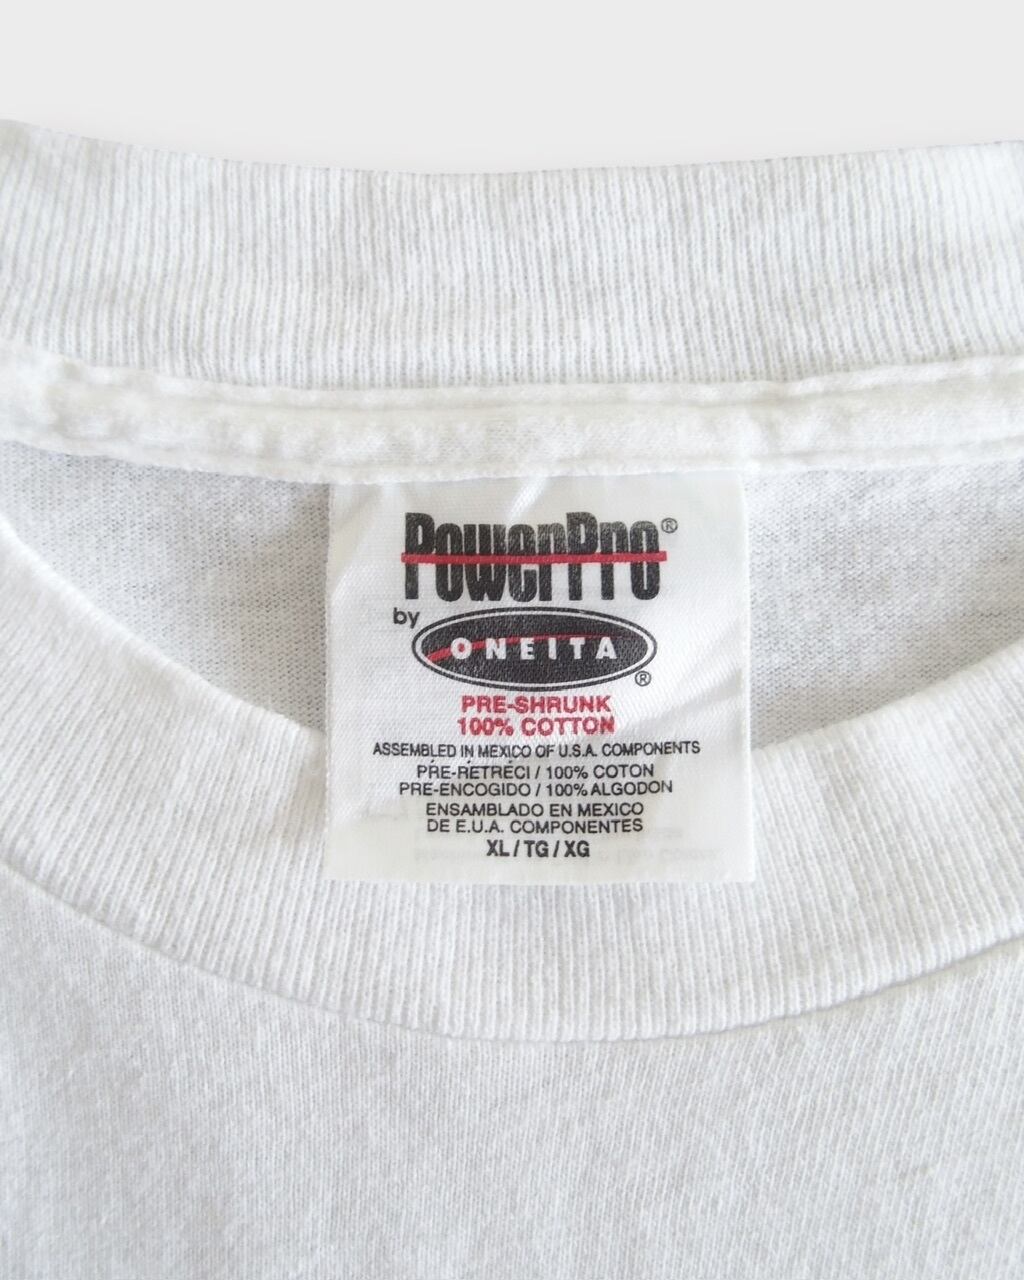 PowerPro®
by ONEITA®
PRE-SHRUNK
100% COTTON
ASSEMBLED IN MEXICO OF U.S.A. COMPONENTS
PRÉ-RÉTRÉCI / 100% COTON
PRE-ENCOGIDO / 100% ALGODON
ENSAMBLADO EN MEXICO
DE E.U.A. COMPONENTES
XL / TG / XG